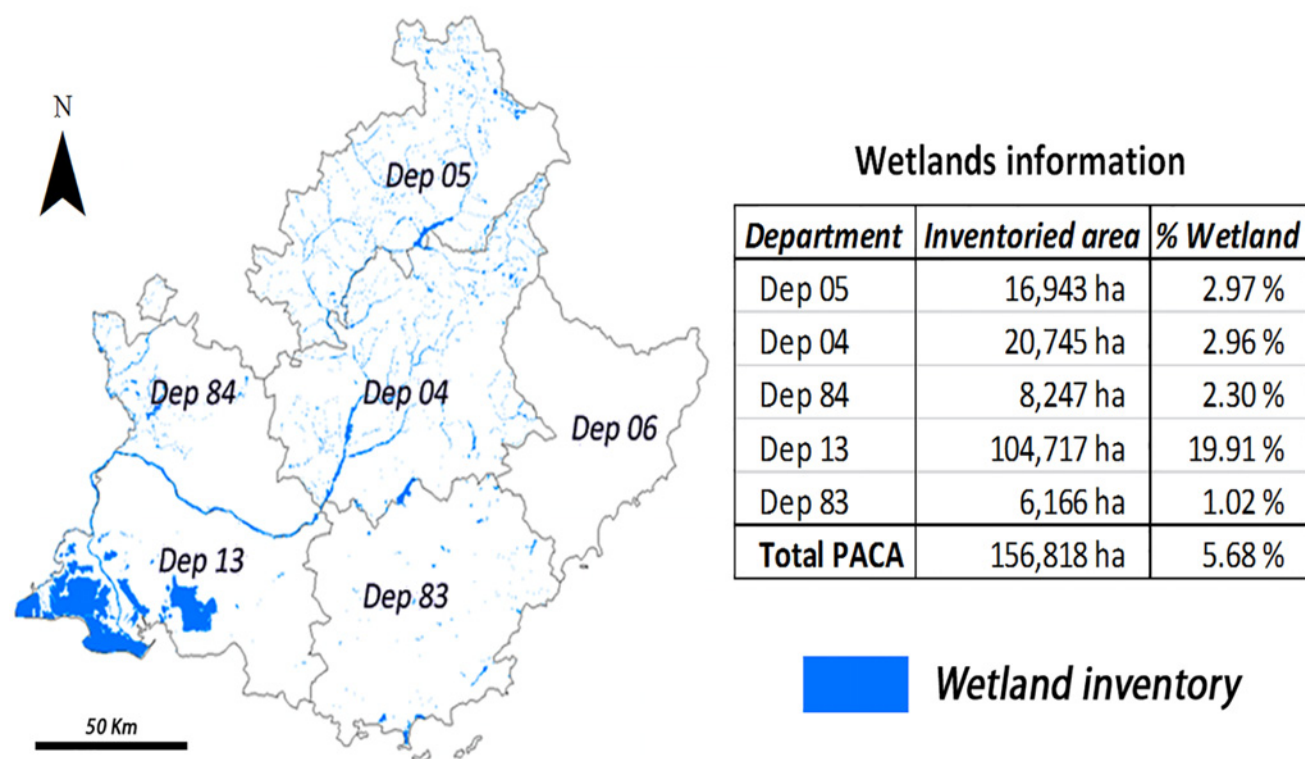 N
Dep 05
Dep 84
Dep 04
Dep 06
Dep 13
Dep 83
50 Km
Wetlands information
Department Inventoried area % Wetland
Dep 05 16,943 ha 2.97 %
Dep 04 20,745 ha 2.96 %
Dep 84 8,247 ha 2.30 %
Dep 13 104,717 ha 19.91 %
Dep 83 6,166 ha 1.02 %
Total PACA 156,818 ha 5.68 %
Wetland inventory